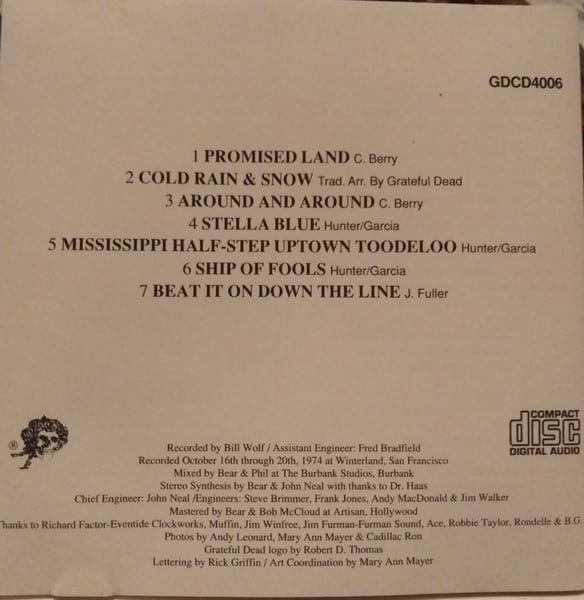 GDCD4006
1 PROMISED LAND C. Berry
2 COLD RAIN & SNOW Trad. Arr. By Grateful Dead
3 AROUND AND AROUND C. Berry
4 STELLA BLUE Hunter/Garcia
5 MISSISSIPPI HALF-STEP UPTOWN TOODELOO Hunter/Garcia
6 SHIP OF FOOLS Hunter/Garcia
7 BEAT IT ON DOWN THE LINE J. Fuller
®
COMPACT
disc
DIGITAL AUDIO
Recorded by Bill Wolf / Assistant Engineer: Fred Bradfield
Recorded October 16th through 20th, 1974 at Winterland, San Francisco
Mixed by Bear & Phil at The Burbank Studios, Burbank
Stereo Synthesis by Bear & John Neal with thanks to Dr. Haas
Chief Engineer: John Neal /Engineers: Steve Brimmer, Frank Jones, Andy MacDonald & Jim Walker
Mastered by Bear & Bob McCloud at Artisan, Hollywood
Thanks to Richard Factor-Eventide Clockworks, Muffin, Jim Winfree, Jim Furman-Furman Sound, Ace, Robbie Taylor, Rondelle & B.G.
Photos by Andy Leonard, Mary Ann Mayer & Cadillac Ron
Grateful Dead logo by Robert D. Thomas
Lettering by Rick Griffin / Art Coordination by Mary Ann Mayer